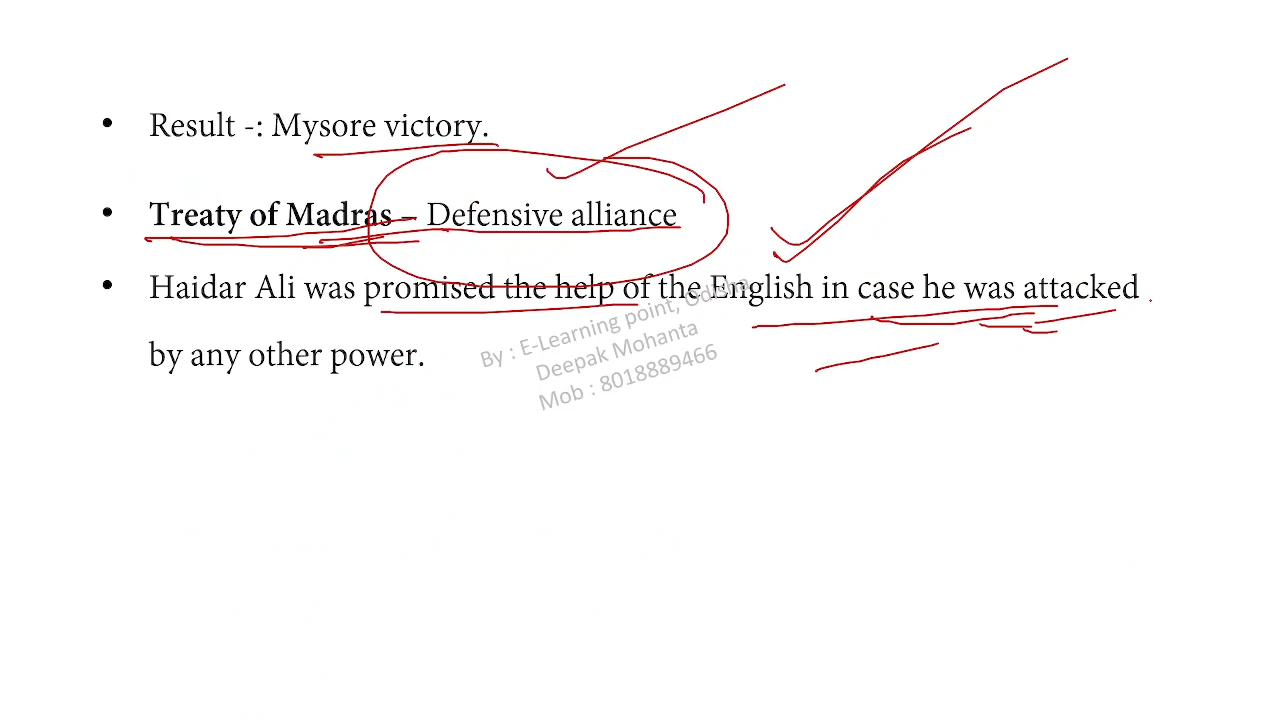 • Result -: Mysore victory.
• Treaty of Madras – Defensive alliance
• Haidar Ali was promised the help of the English in case he was attacked
by any other power.
By : E-Learning point, Odisha
Deepak Mohanta
Mob : 8018889466